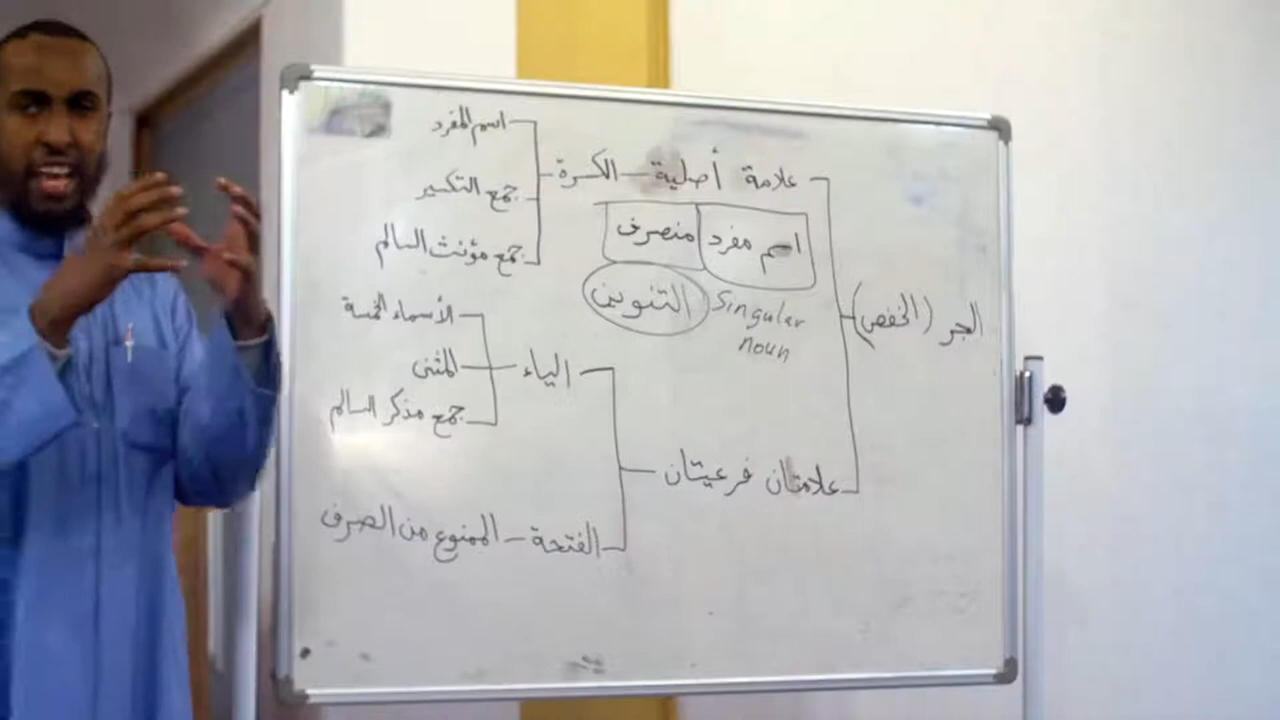 الجر (الخفض)
علامة أصلية - الكسرة
اسم المفرد
جمع التكسير
جمع مؤنث السالم
اسم مفرد
منصرف
التنوين
singular
noun
علامتان فرعيتان
الياء
الأسماء الخمسة
المثنى
جمع مذكر السالم
الفتحة - الممنوع من الصرف